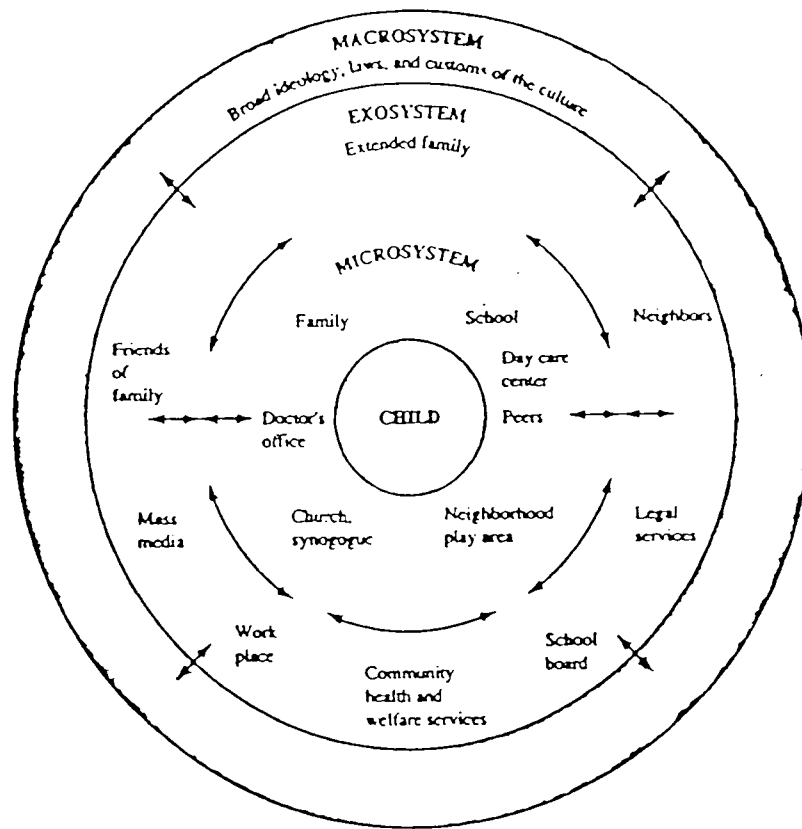 MACROSYSTEM
Broad ideology, laws, and customs of the culture
EXOSYSTEM
Extended family
MICROSYSTEM
Family
School
Neighbors
Friends
of
family
Day care
center
Doctor's
office
CHILD
Peers
Mass
media
Church,
synogogue
Neighborhood
play area
Legal
services
Work
place
School
board
Community
health and
welfare services